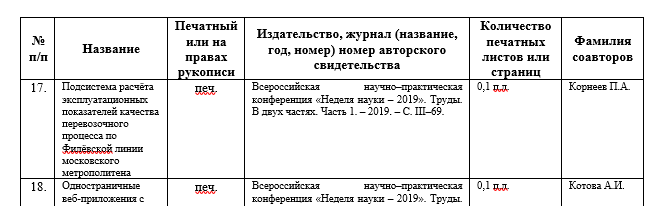 №
п/п
Название
Печатный
или на
правах
рукописи
Издательство, журнал (название,
год, номер) номер авторского
свидетельства
Количество
печатных
листов или
страниц
Фамилия
соавторов
17.
Подсистема расчёта
эксплуатационных
показателей качества
перевозочного
процесса по
Филёвской линии
московского
метрополитена
печ.
Всероссийская научно–практическая
конференция «Неделя науки – 2019». Труды.
В двух частях. Часть 1. – 2019. – С. III–69.
0,1 п.л.
Корнеев П.А.
18.
Одностраничные
веб-приложения с
печ.
Всероссийская научно–практическая
конференция «Неделя науки – 2019». Труды.
0,1 п.л.
Котова А.И.